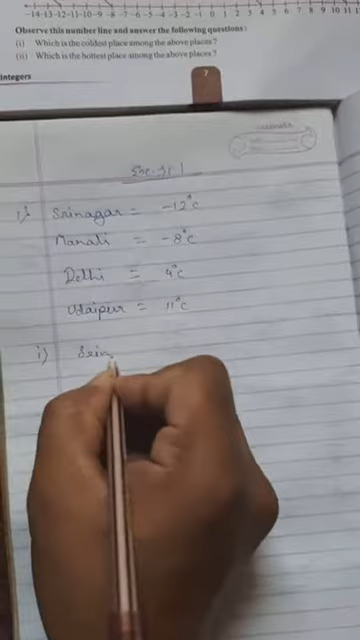 -14 -13 -12 -11 -10 -9 -8 -7 -6 -5 -4 -3 -2 -1 0 1 2 3 4 5 6 7 8 9 10 11
Observe this number line and answer the following questions:
(i) Which is the coldest place among the above places?
(ii) Which is the hottest place among the above places?
Integers
7
1) Srinagar = -12°c
Manali = -8°c
Delhi = 4°c
Udaipur = 11°c
i) Srin